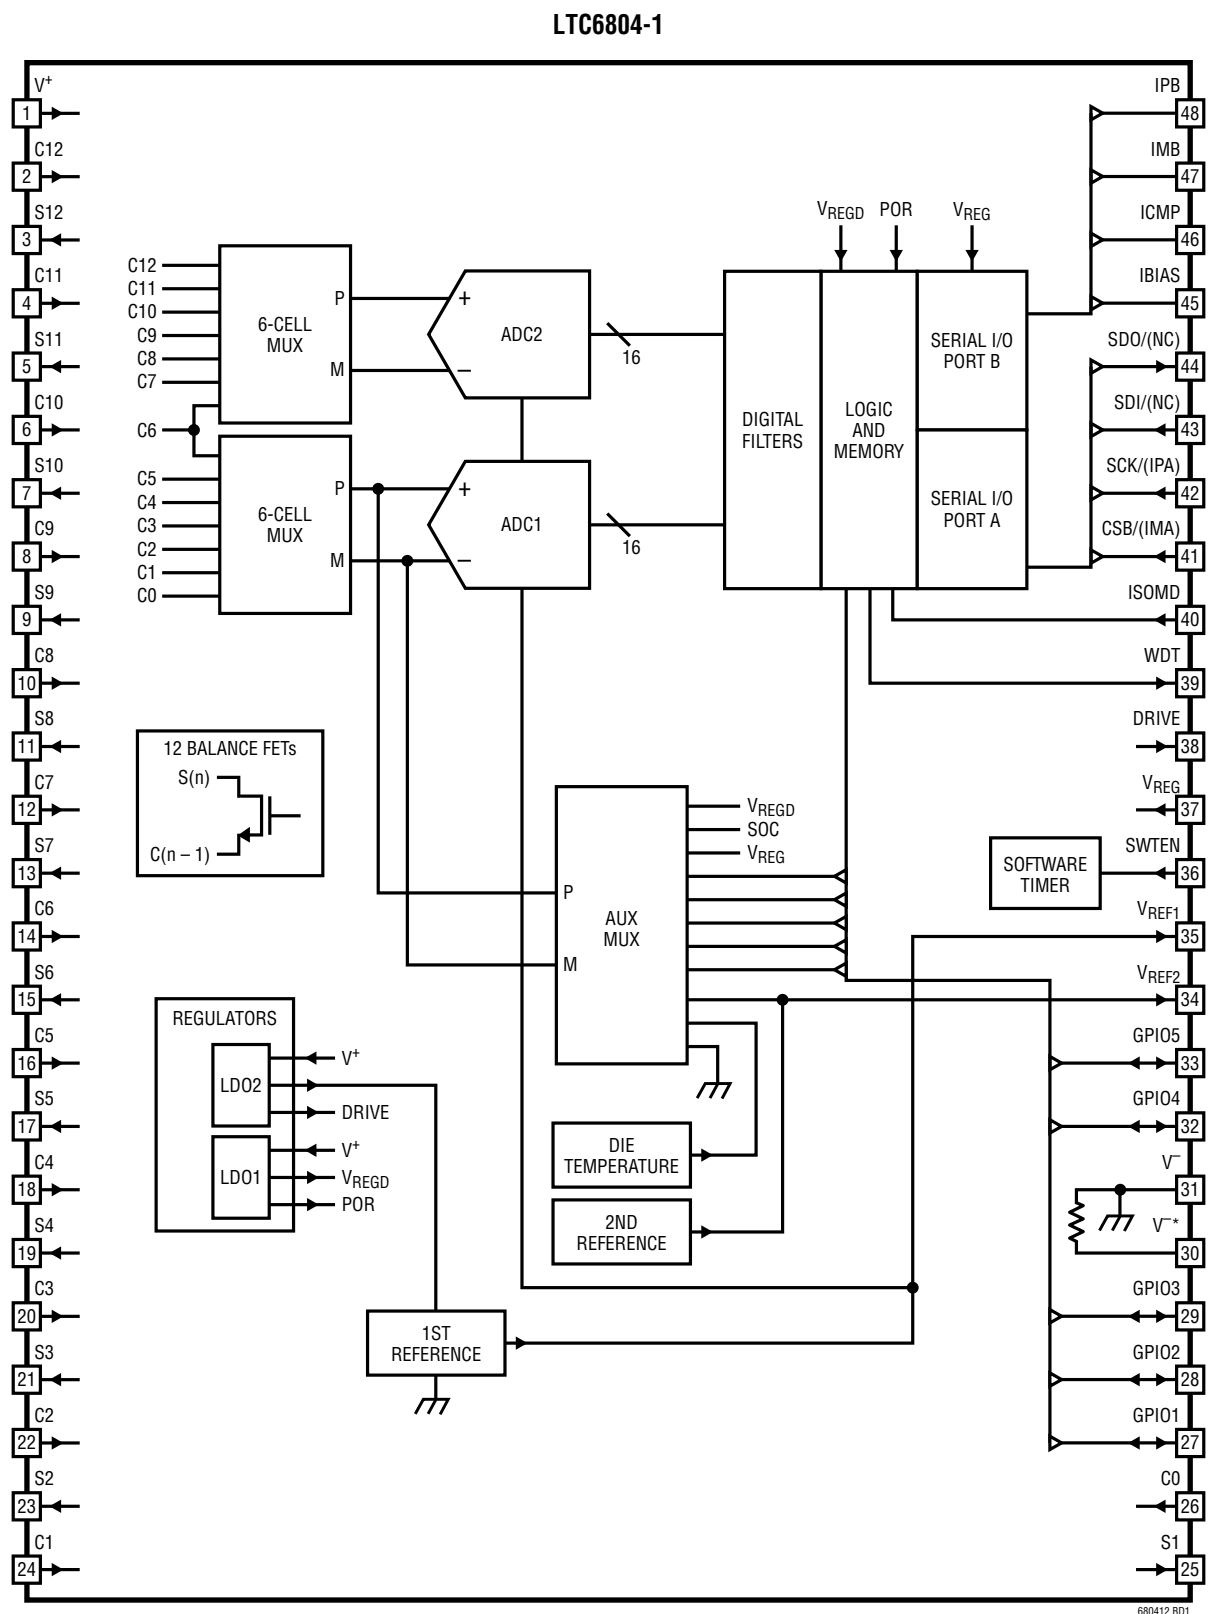 LTC6804-1
V+
1
C12
2
S12
3
C11
4
S11
5
C10
6
S10
7
C9
8
S9
9
C8
10
S8
11
C7
12
S7
13
C6
14
S6
15
C5
16
S5
17
C4
18
S4
19
C3
20
S3
21
C2
22
S2
23
C1
24
C12
C11
C10
C9
C8
C7
C6
C5
C4
C3
C2
C1
C0
6-CELL
MUX
P
M
6-CELL
MUX
P
M
+
ADC2
–
16
+
ADC1
–
16
VREGD
POR
VREG
DIGITAL
FILTERS
LOGIC
AND
MEMORY
SERIAL I/O
PORT B
SERIAL I/O
PORT A
12 BALANCE FETs
S(n)
C(n – 1)
P
AUX
MUX
M
VREGD
SOC
VREG
SOFTWARE
TIMER
REGULATORS
LDO2
V+
DRIVE
LDO1
V+
VREGD
POR
DIE
TEMPERATURE
2ND
REFERENCE
1ST
REFERENCE
IPB
48
IMB
47
ICMP
46
IBIAS
45
SDO/(NC)
44
SDI/(NC)
43
SCK/(IPA)
42
CSB/(IMA)
41
ISOMD
40
WDT
39
DRIVE
38
VREG
37
SWTEN
36
VREF1
35
VREF2
34
GPIO5
33
GPIO4
32
V–
31
V–*
30
GPIO3
29
GPIO2
28
GPIO1
27
C0
26
S1
25
680412 BD1